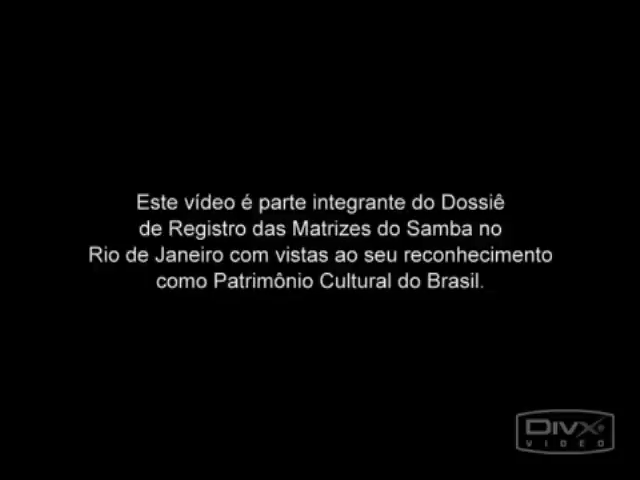 Este vídeo é parte integrante do Dossiê
de Registro das Matrizes do Samba no
Rio de Janeiro com vistas ao seu reconhecimento
como Patrimônio Cultural do Brasil.
DIVX
VIDEO